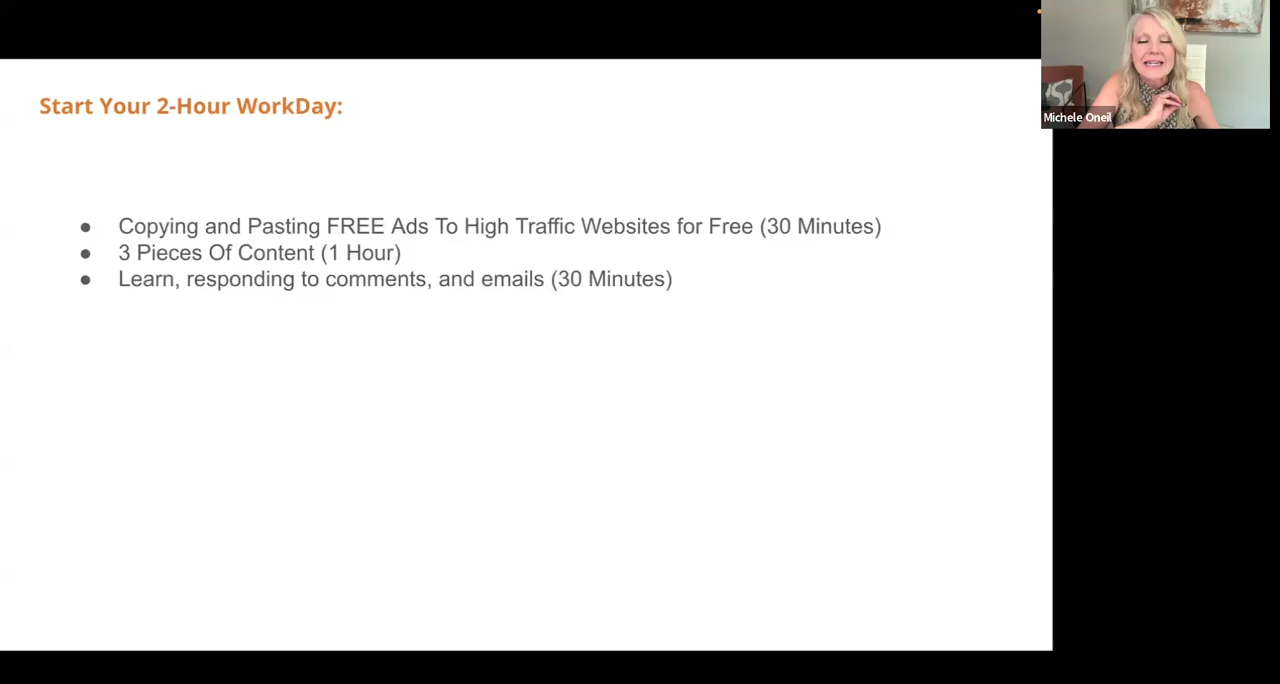 Start Your 2-Hour WorkDay:
● Copying and Pasting FREE Ads To High Traffic Websites for Free (30 Minutes)
● 3 Pieces Of Content (1 Hour)
● Learn, responding to comments, and emails (30 Minutes)
Michele Oneil